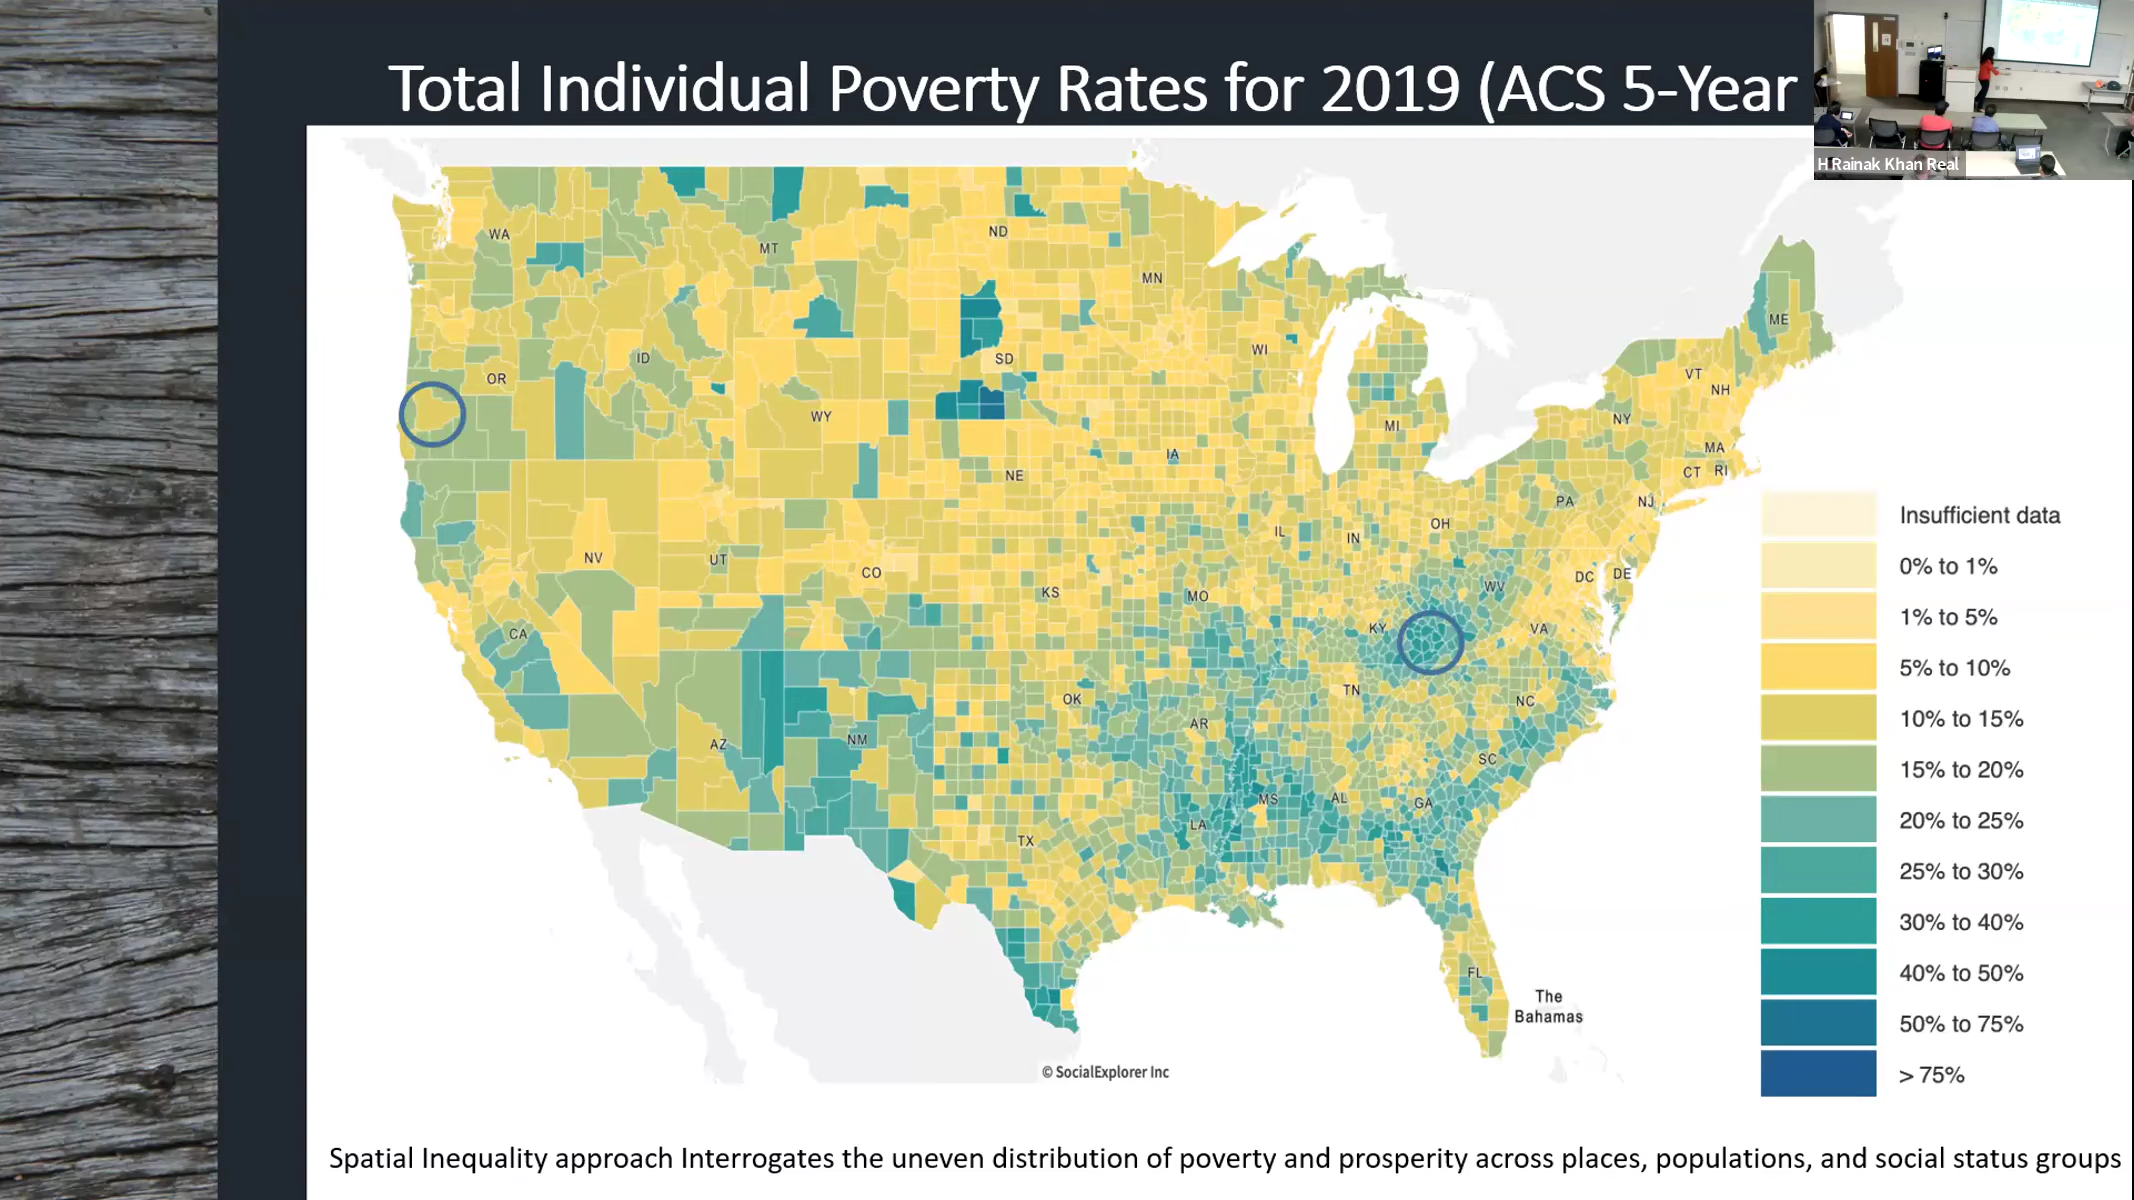 Total Individual Poverty Rates for 2019 (ACS 5-Year
H Rainak Khan Real
WA
MT
ND
MN
ME
OR
ID
SD
WI
VT
NH
WY
MI
NY
MA
CT
RI
NE
IA
PA
NJ
NV
UT
CO
KS
MO
IL
IN
OH
WV
DC
DE
CA
KY
VA
AZ
NM
OK
AR
TN
NC
SC
TX
LA
MS
AL
GA
FL
The
Bahamas
© SocialExplorer Inc
Insufficient data
0% to 1%
1% to 5%
5% to 10%
10% to 15%
15% to 20%
20% to 25%
25% to 30%
30% to 40%
40% to 50%
50% to 75%
> 75%
Spatial Inequality approach Interrogates the uneven distribution of poverty and prosperity across places, populations, and social status groups